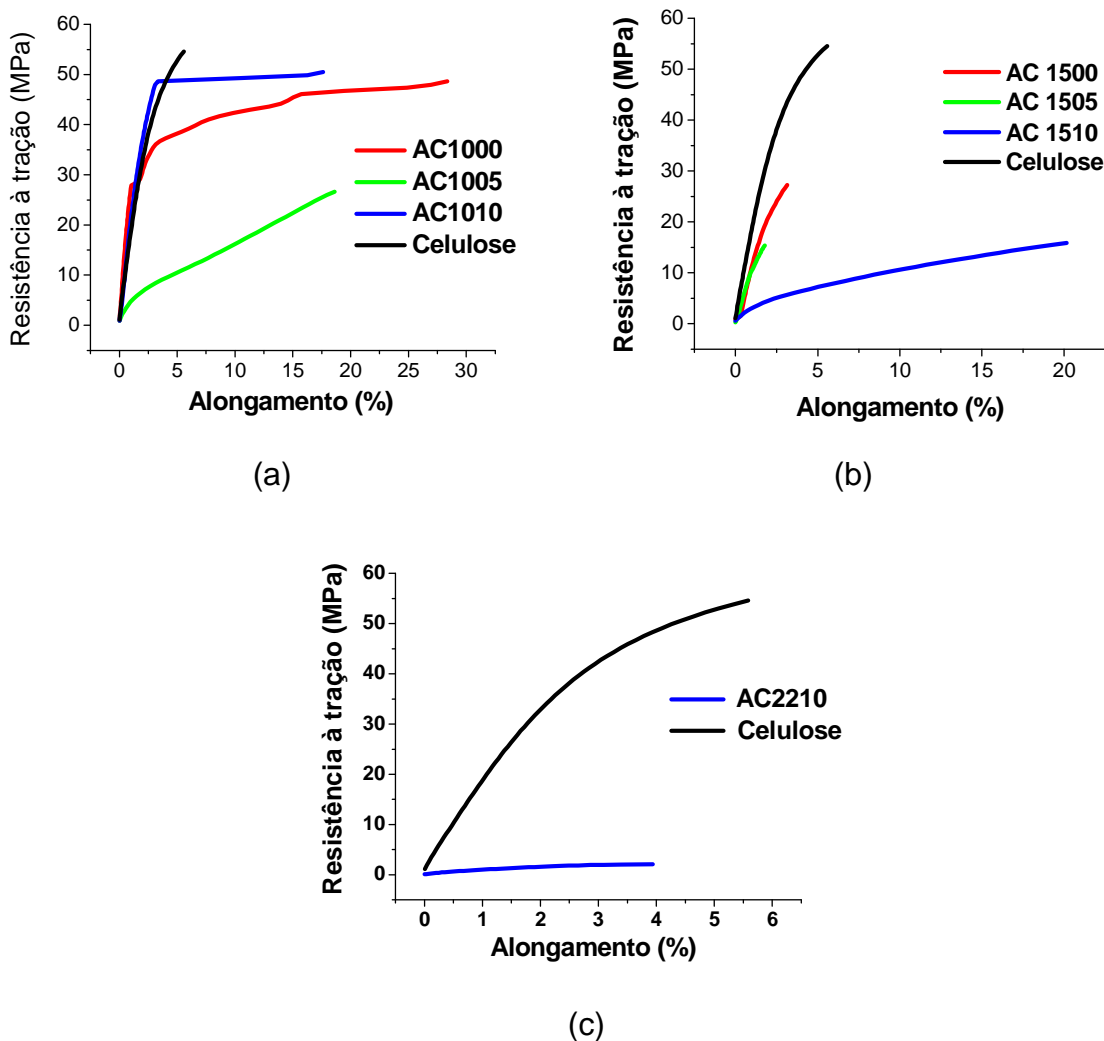 60
50
40
30
20
10
0
Resistência à tração (MPa)
AC1000
AC1005
AC1010
Celulose
0 5 10 15 20 25 30
Alongamento (%)
(a)
60
50
40
30
20
10
0
Resistência à tração (MPa)
AC 1500
AC 1505
AC 1510
Celulose
0 5 10 15 20
Alongamento (%)
(b)
60
50
40
30
20
10
0
Resistência à tração (MPa)
AC2210
Celulose
0 1 2 3 4 5 6
Alongamento (%)
(c)